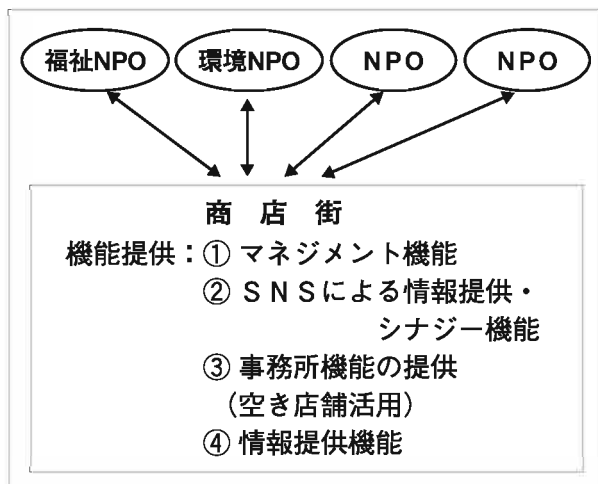 福祉NPO 環境NPO NPO NPO
商店街
機能提供：① マネジメント機能
② SNSによる情報提供・
シナジー機能
③ 事務所機能の提供
（空き店舗活用）
④ 情報提供機能